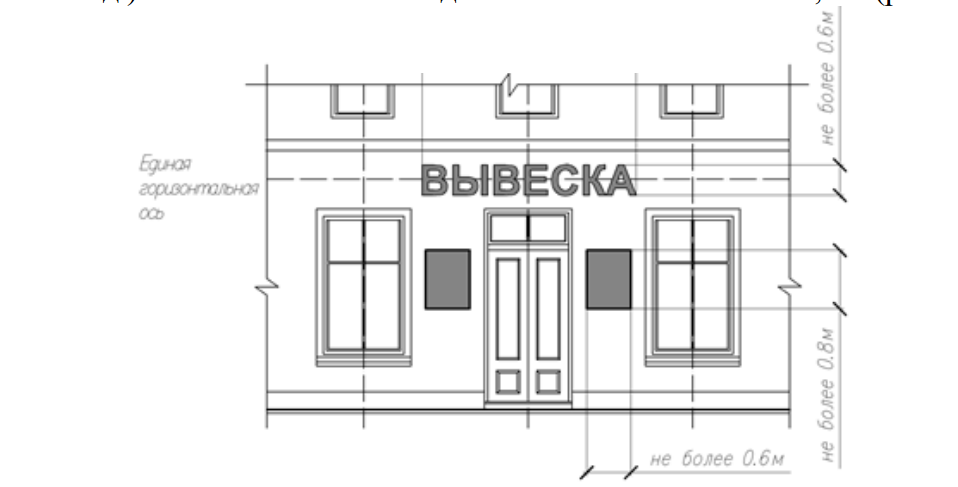 не более 0.6м
Единая
горизонтальная
ось
ВЫВЕСКА
не более 0.8м
не более 0.6м